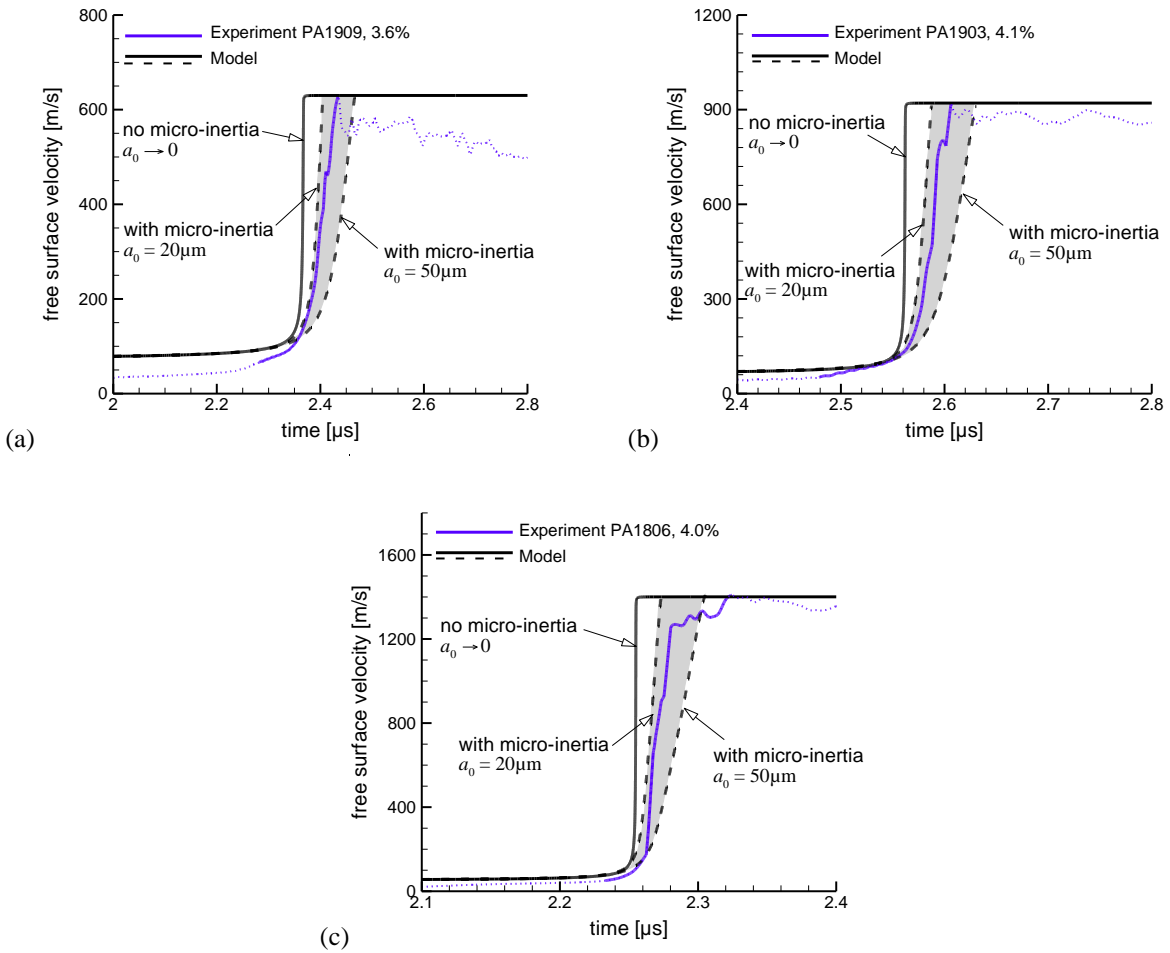 800
600
400
200
0
free surface velocity [m/s]
Experiment PA1909, 3.6%
Model
no micro-inertia
a₀ → 0
with micro-inertia
a₀ = 20µm
with micro-inertia
a₀ = 50µm
2 2.2 2.4 2.6 2.8
time [µs]
(a)
1200
900
600
300
0
free surface velocity [m/s]
Experiment PA1903, 4.1%
Model
no micro-inertia
a₀ → 0
with micro-inertia
a₀ = 20µm
with micro-inertia
a₀ = 50µm
2.4 2.5 2.6 2.7 2.8
time [µs]
(b)
1600
1200
800
400
0
free surface velocity [m/s]
Experiment PA1806, 4.0%
Model
no micro-inertia
a₀ → 0
with micro-inertia
a₀ = 20µm
with micro-inertia
a₀ = 50µm
2.1 2.2 2.3 2.4
time [µs]
(c)